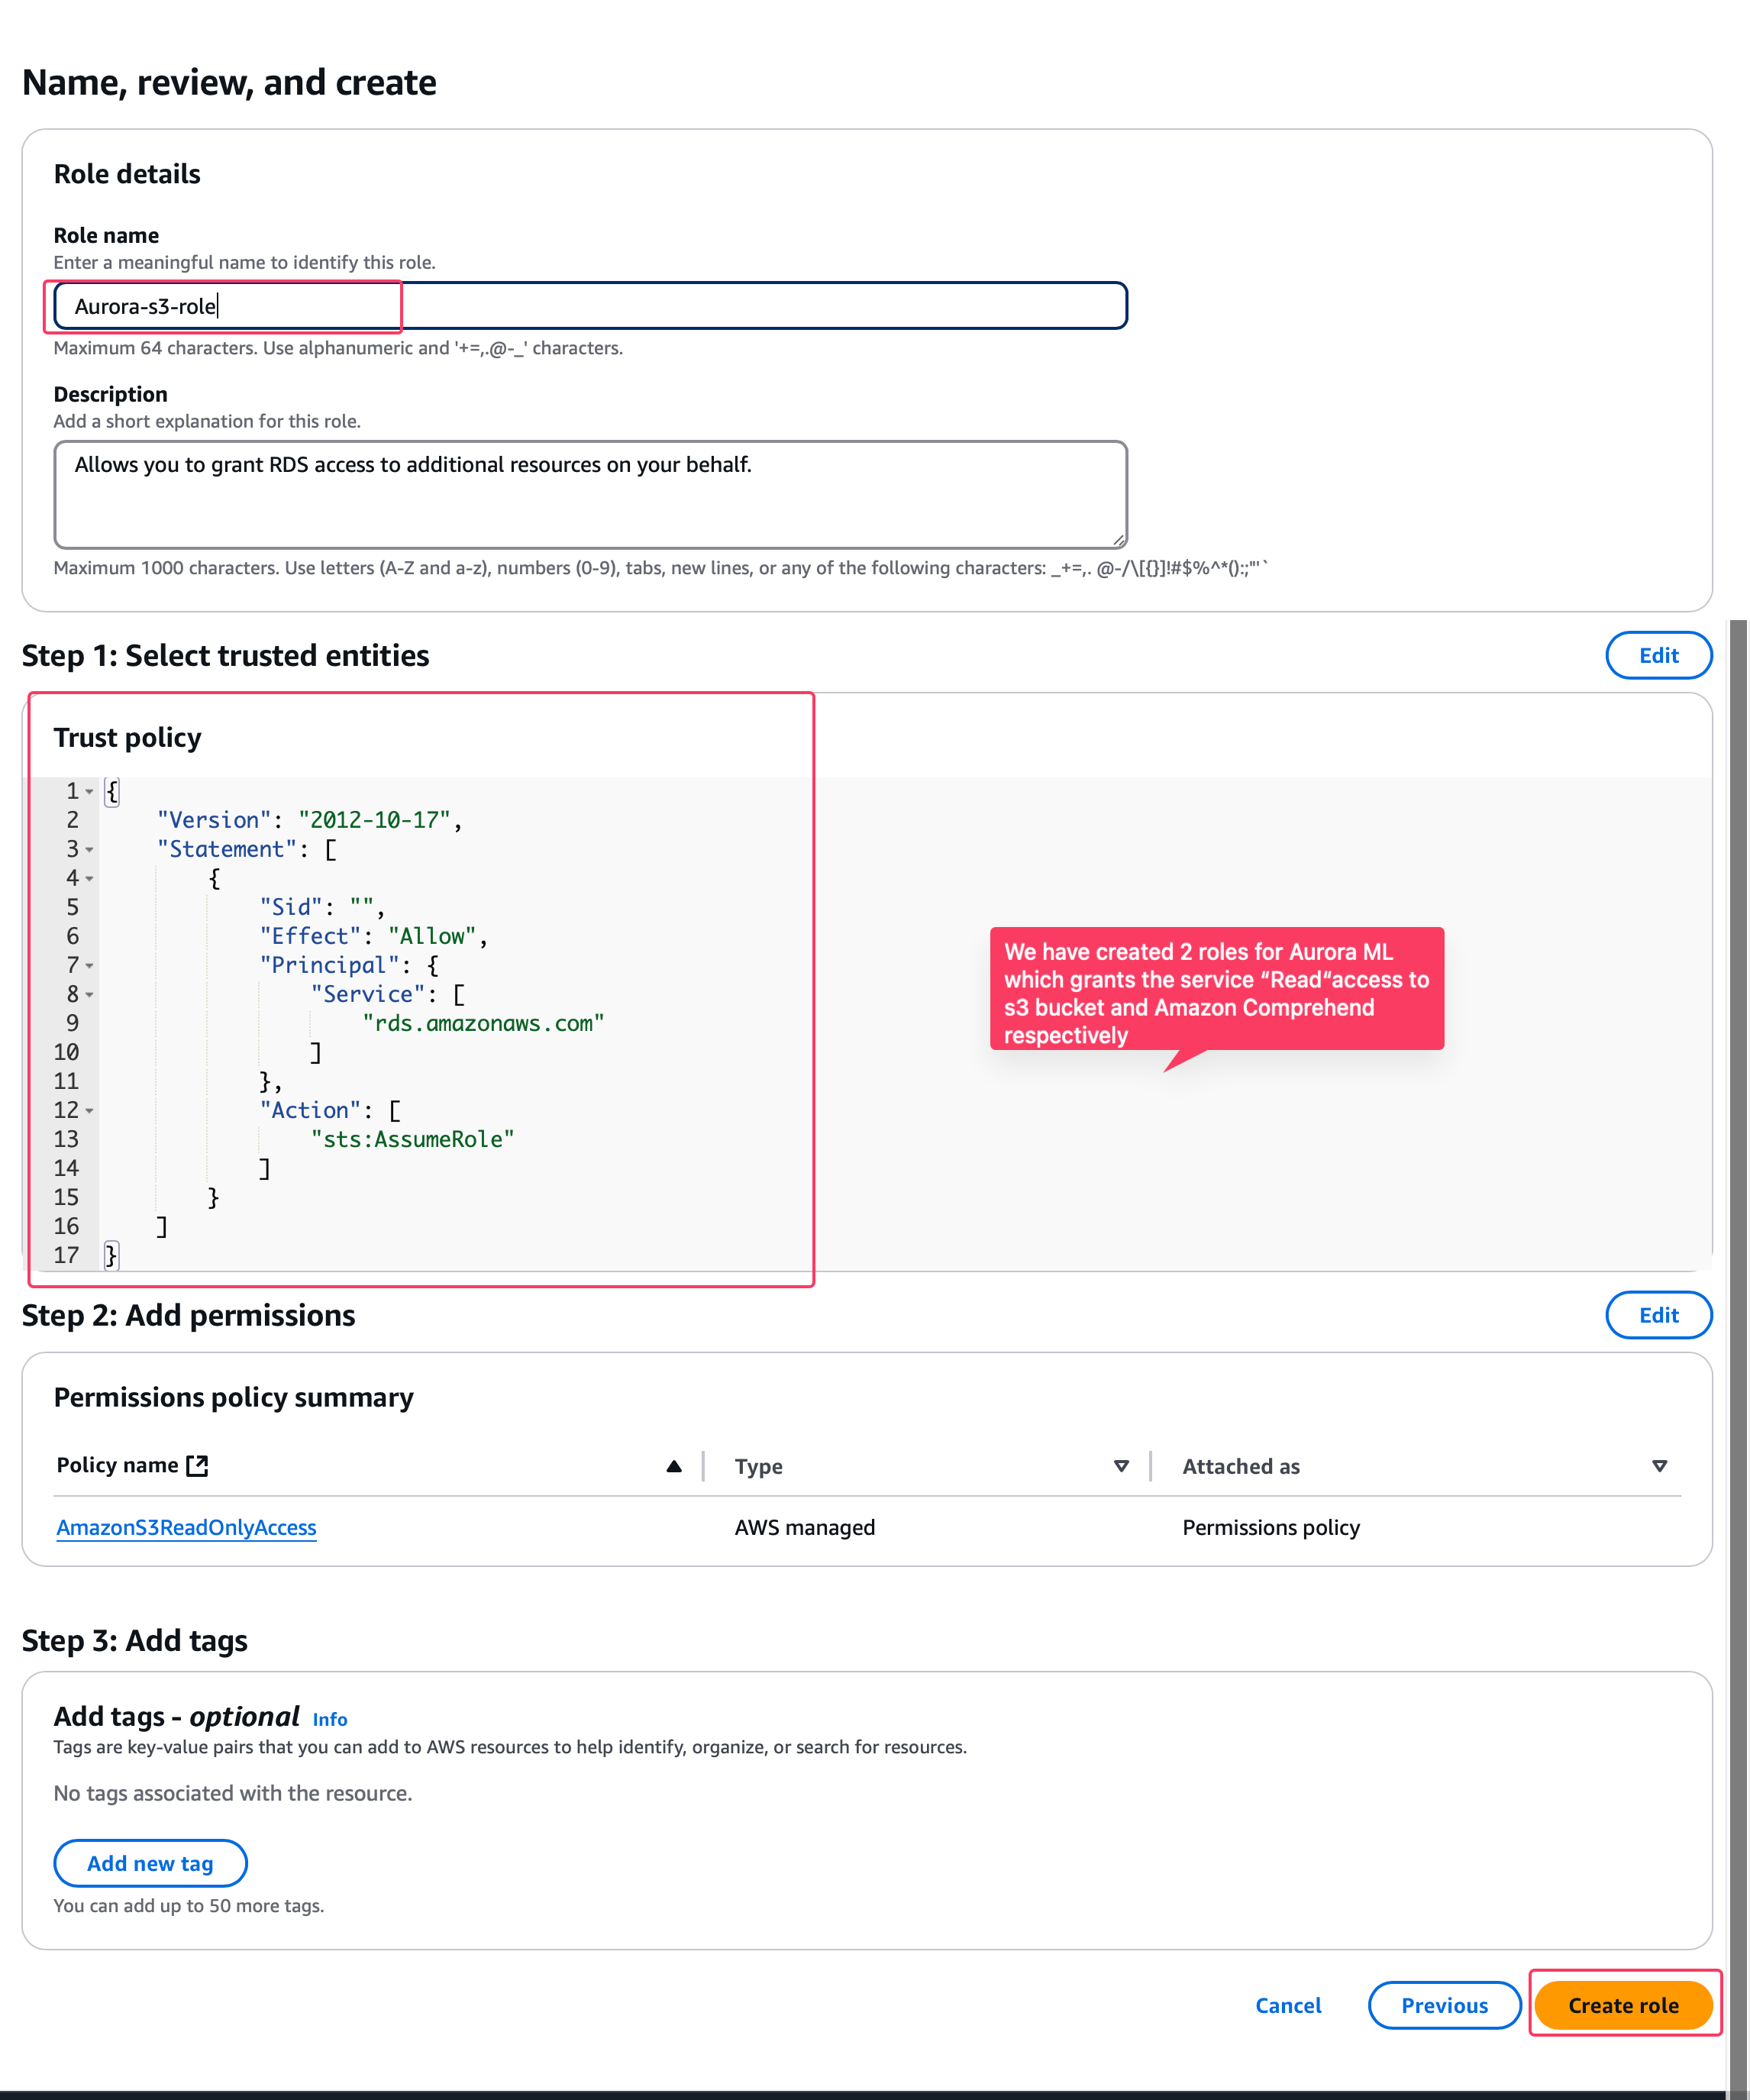 Name, review, and create
Role details
Role name
Enter a meaningful name to identify this role.
Aurora-s3-role
Maximum 64 characters. Use alphanumeric and '+=,.@-_' characters.
Description
Add a short explanation for this role.
Allows you to grant RDS access to additional resources on your behalf.
Maximum 1000 characters. Use letters (A-Z and a-z), numbers (0-9), tabs, new lines, or any of the following characters: _+=,. @-/\[{}]!#$%^*();:"'`
Step 1: Select trusted entities
Edit
Trust policy
1 {
2 "Version": "2012-10-17",
3 "Statement": [
4 {
5 "Sid": "",
6 "Effect": "Allow",
7 "Principal": {
8 "Service": [
9 "rds.amazonaws.com"
10 ]
11 },
12 "Action": [
13 "sts:AssumeRole"
14 ]
15 }
16 ]
17 }
We have created 2 roles for Aurora ML
which grants the service “Read“access to
s3 bucket and Amazon Comprehend
respectively
Step 2: Add permissions
Edit
Permissions policy summary
Policy name
Type
Attached as
AmazonS3ReadOnlyAccess
AWS managed
Permissions policy
Step 3: Add tags
Add tags - optional Info
Tags are key-value pairs that you can add to AWS resources to help identify, organize, or search for resources.
No tags associated with the resource.
Add new tag
You can add up to 50 more tags.
Cancel
Previous
Create role